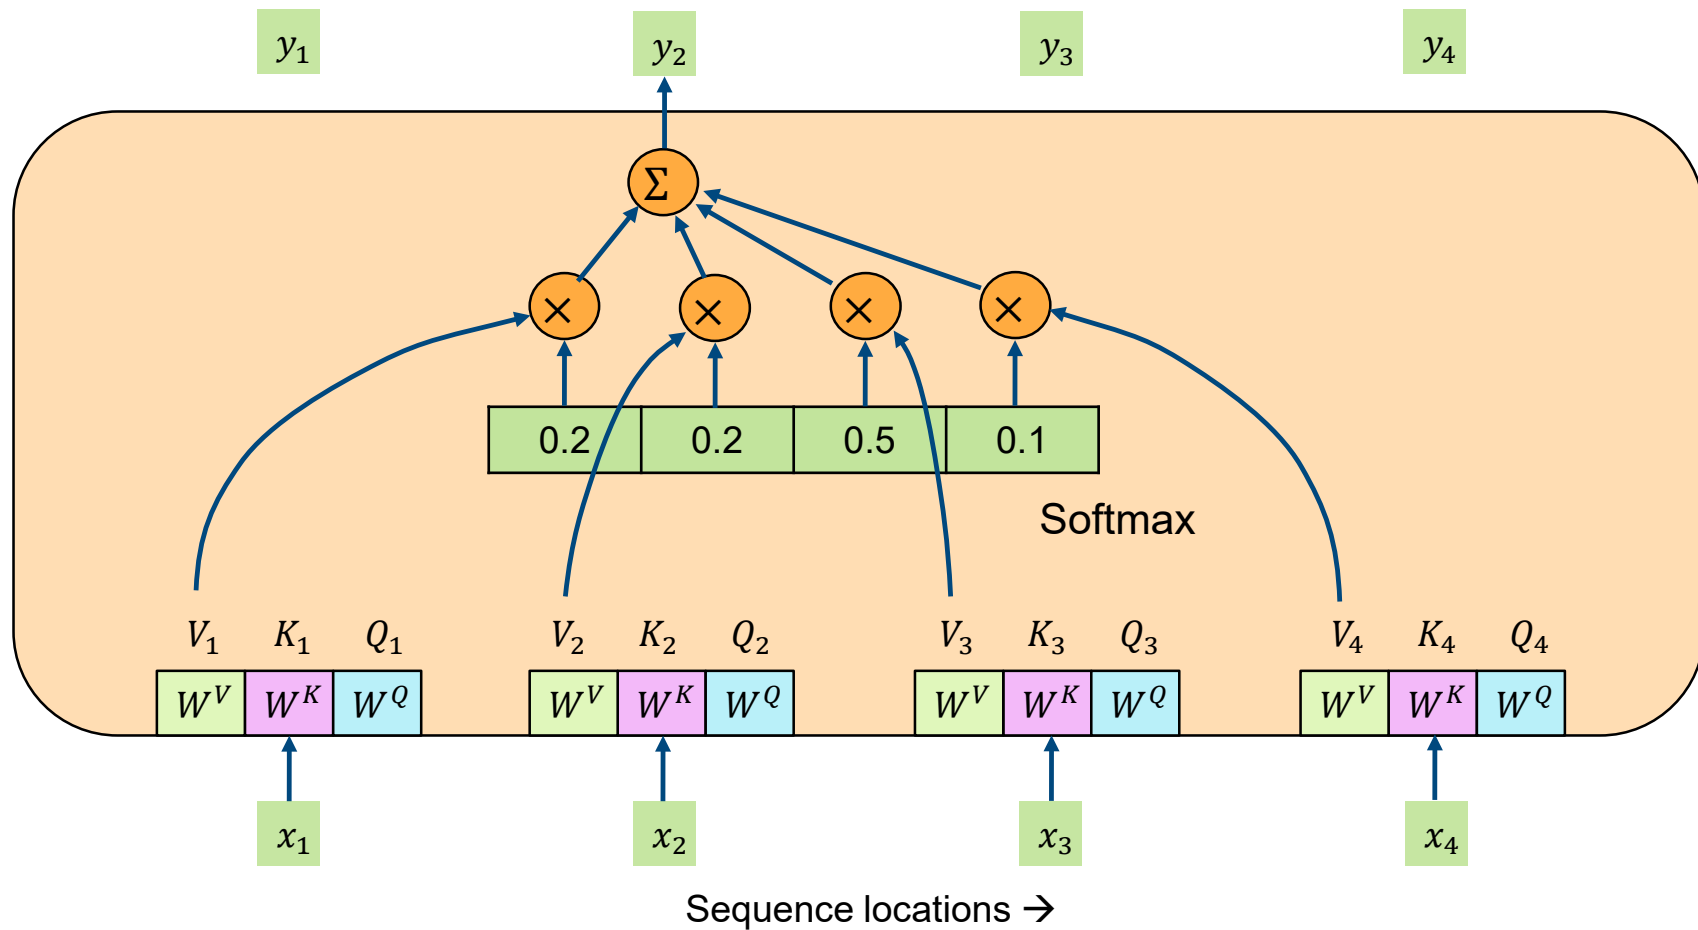 y₁ y₂ y₃ y₄
Σ
× × × ×
0.2 0.2 0.5 0.1
Softmax
V₁ K₁ Q₁ V₂ K₂ Q₂ V₃ K₃ Q₃ V₄ K₄ Q₄
W^V W^K W^Q W^V W^K W^Q W^V W^K W^Q W^V W^K W^Q
x₁ x₂ x₃ x₄
Sequence locations →